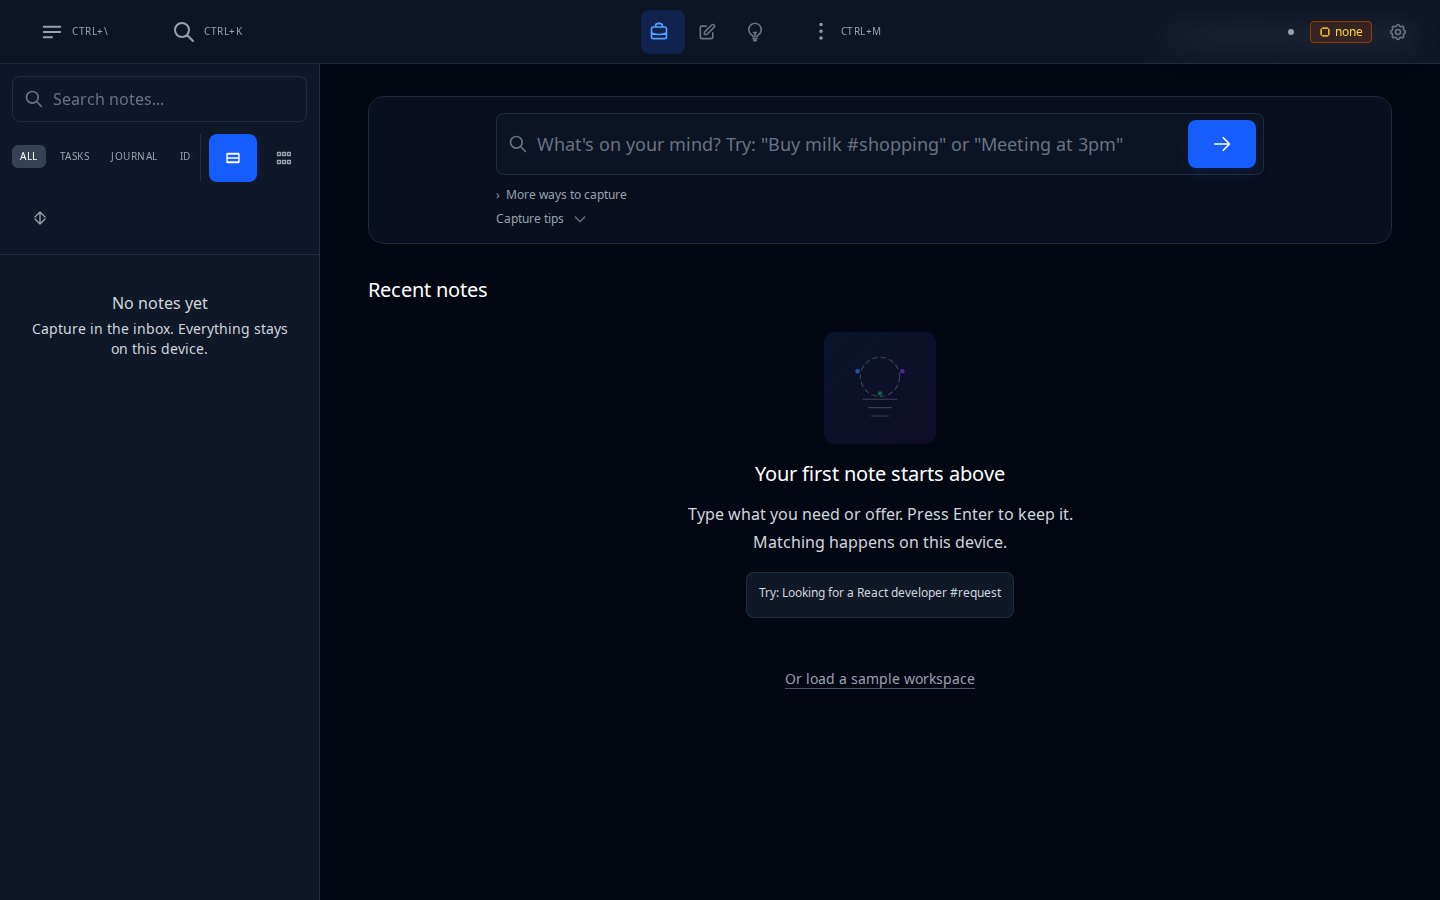 CTRL+\
CTRL+K
CTRL+M
none
Search notes...
ALL TASKS JOURNAL ID
What's on your mind? Try: "Buy milk #shopping" or "Meeting at 3pm"
› More ways to capture
Capture tips
No notes yet
Capture in the inbox. Everything stays
on this device.
Recent notes
Your first note starts above
Type what you need or offer. Press Enter to keep it.
Matching happens on this device.
Try: Looking for a React developer #request
Or load a sample workspace